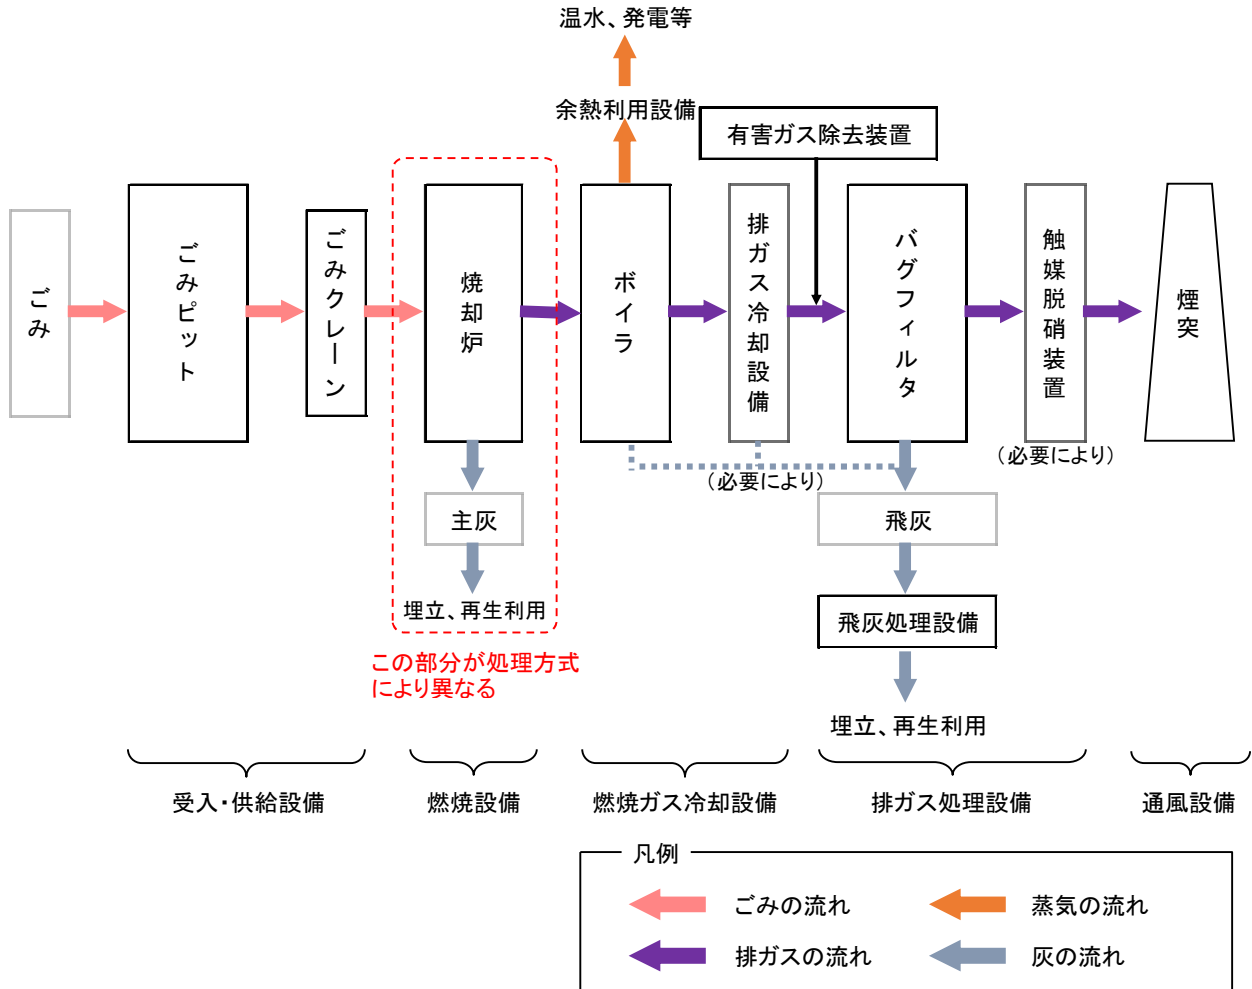 温水、発電等
余熱利用設備
有害ガス除去装置
ごみ
ごみピット
ごみクレーン
焼却炉
ボイラ
排ガス冷却設備
バグフィルタ
触媒脱硝装置
煙突
(必要により)
(必要により)
主灰
飛灰
埋立、再生利用
飛灰処理設備
この部分が処理方式
により異なる
埋立、再生利用
受入・供給設備
燃焼設備
燃焼ガス冷却設備
排ガス処理設備
通風設備
凡例
ごみの流れ
蒸気の流れ
排ガスの流れ
灰の流れ